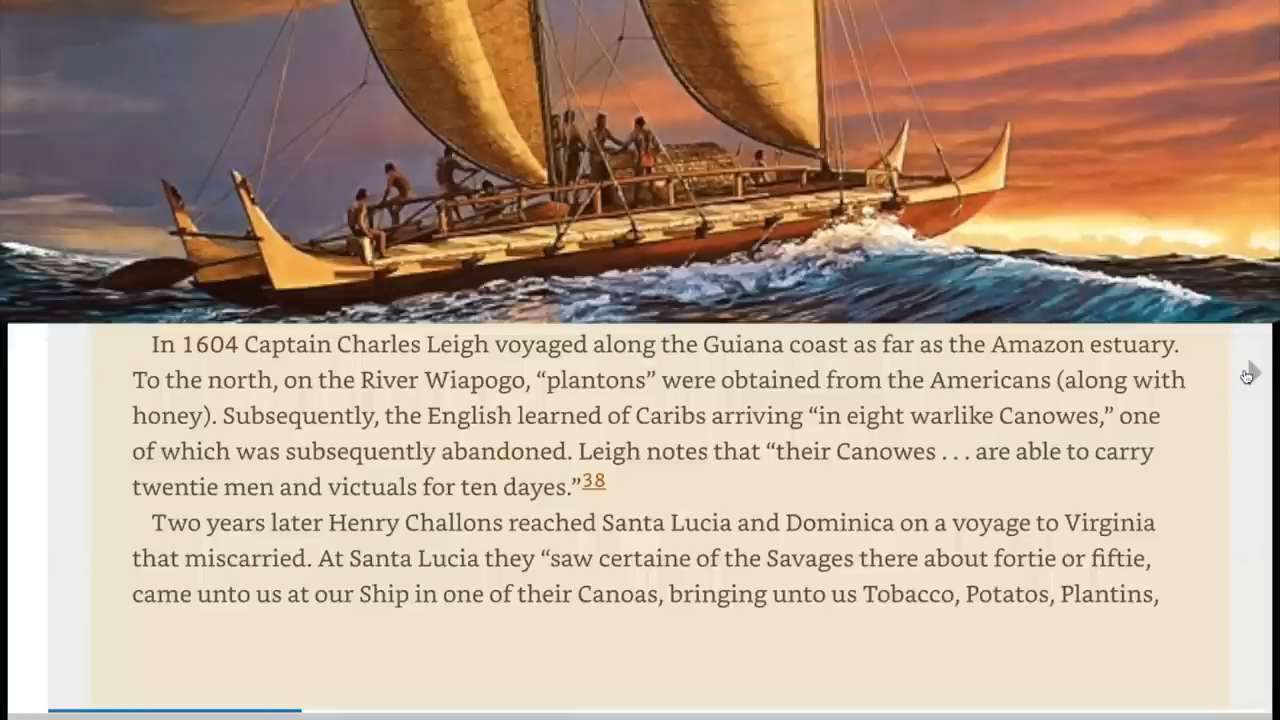 In 1604 Captain Charles Leigh voyaged along the Guiana coast as far as the Amazon estuary.
To the north, on the River Wiapogo, “plantons” were obtained from the Americans (along with
honey). Subsequently, the English learned of Caribs arriving “in eight warlike Canowes,” one
of which was subsequently abandoned. Leigh notes that “their Canowes . . . are able to carry
twentie men and victuals for ten dayes.”38
Two years later Henry Challons reached Santa Lucia and Dominica on a voyage to Virginia
that miscarried. At Santa Lucia they “saw certaine of the Savages there about fortie or fiftie,
came unto us at our Ship in one of their Canoas, bringing unto us Tobacco, Potatos, Plantins,